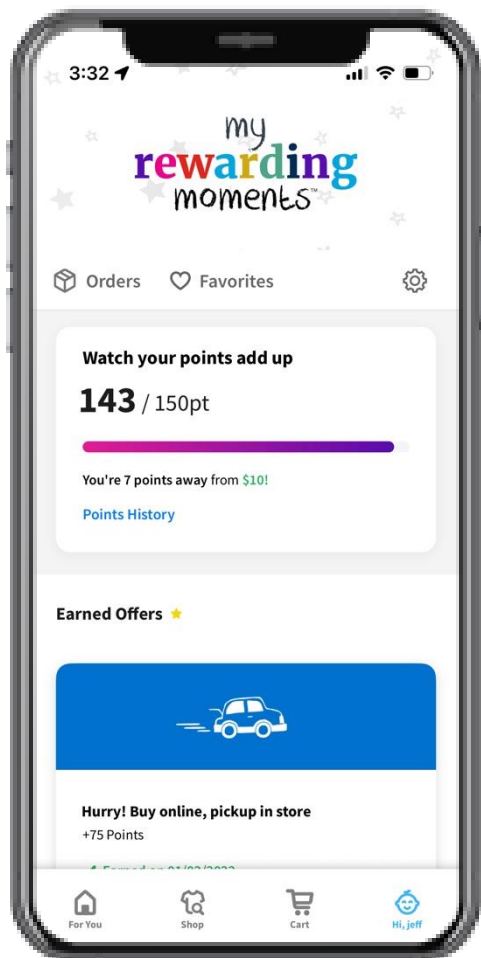 3:32
my
rewarding
moments™
Orders Favorites
Watch your points add up
143 / 150pt
You're 7 points away from $10!
Points History
Earned Offers
Hurry! Buy online, pickup in store
+75 Points
For You Shop Cart Hi, jeff